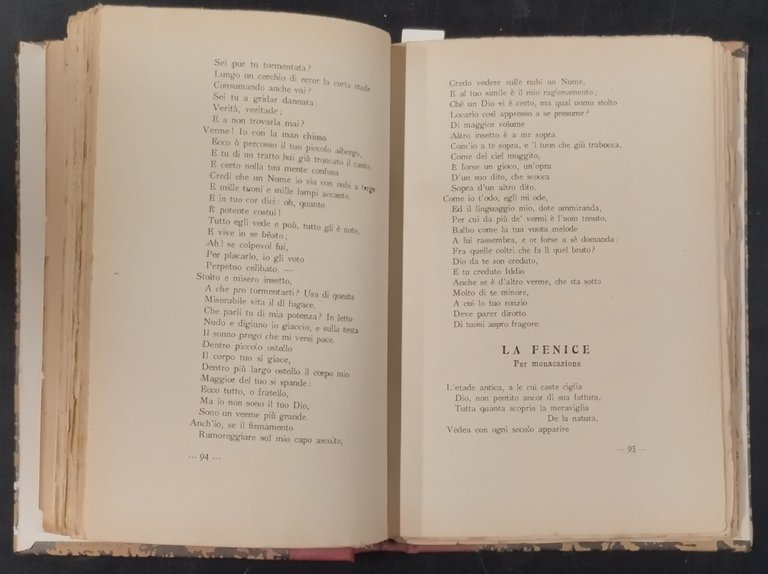 Sei pur tu tormentata?
Lungo un cerchio di error la corta etade
Consumando anche vai?
Sei tu a gridar dannata:
Verità, veritade,
E a non trovarla mai?
Verme! Io con la man chiusa
Ecco ò percosso il tuo piccolo albergo,
E tu di un tratto hai già troncato il canto,
E corto nella tua mente confusa
Credi che un Nume io sia con nubi a tergo
E mille tuoni e mille lampi accanto.
E in tuo cor dici: oh, quanto
È potente costui!
Tutto egli vede e può, tutto gli è noto,
E vive in se bëato;
Ah! se colpevol fui,
Per placarlo, io gli voto
Perpetuo celibato. —
Stolto e misero insetto,
A che pro tormentarti? Usa di questa
Miserabile vita il dì fugace.
Che parli tu di mia potenza? In letto
Nudo e digiuno io giaccio, e sulla testa
Il sonno prego che mi versi pace.
Dentro piccolo ostello
Il corpo tuo si giace,
Dentro più largo ostello il corpo mio
Maggior del tuo si spande:
Ecco tutto, o fratello,
Ma io non sono il tuo Dio,
Sono un verme più grande.
Anch'io, se il firmamento
Rumoreggiare sul mio capo ascolto,
... 94 ...
Credo vedere sulle nubi un Nume,
E al tuo simile è il mio ragionamento;
Chè un Dio vi è certo, ma qual uomo stolto
Locarlo così appresso a se presume?
Di maggior volume
Altro insetto è a me sopra
Com'io a te sopra, e 'l tuon che giù trabocca,
Come del ciel muggito,
È forse un gioco, un'opra
D'un suo dito, che scocca
Sopra d'un altro dito.
Come io t'odo, egli mi ode,
Ed il linguaggio mio, dote ammiranda,
Per cui da più de' vermi è l'uom tenuto,
Balbo come la tua vuota melode
A lui rassembra, e or forse a sè domanda:
Fra quelle coltri che fa lì quel bruto?
Dio da te son creduto,
E tu creduto Iddio
Anche se è d'altro verme, che sta sotto
Molto di te minore,
A cui lo tuo ronzio
Deve parer dirotto
Di tuoni aspro fragore.
LA FENICE
Per monacazione
L'etade antica, a le cui caste ciglia
Dio, non pentito ancor di sua fattura,
Tutta quanta scopria la meraviglia
De la natura,
Vedea con ogni secolo apparire
... 95 ...